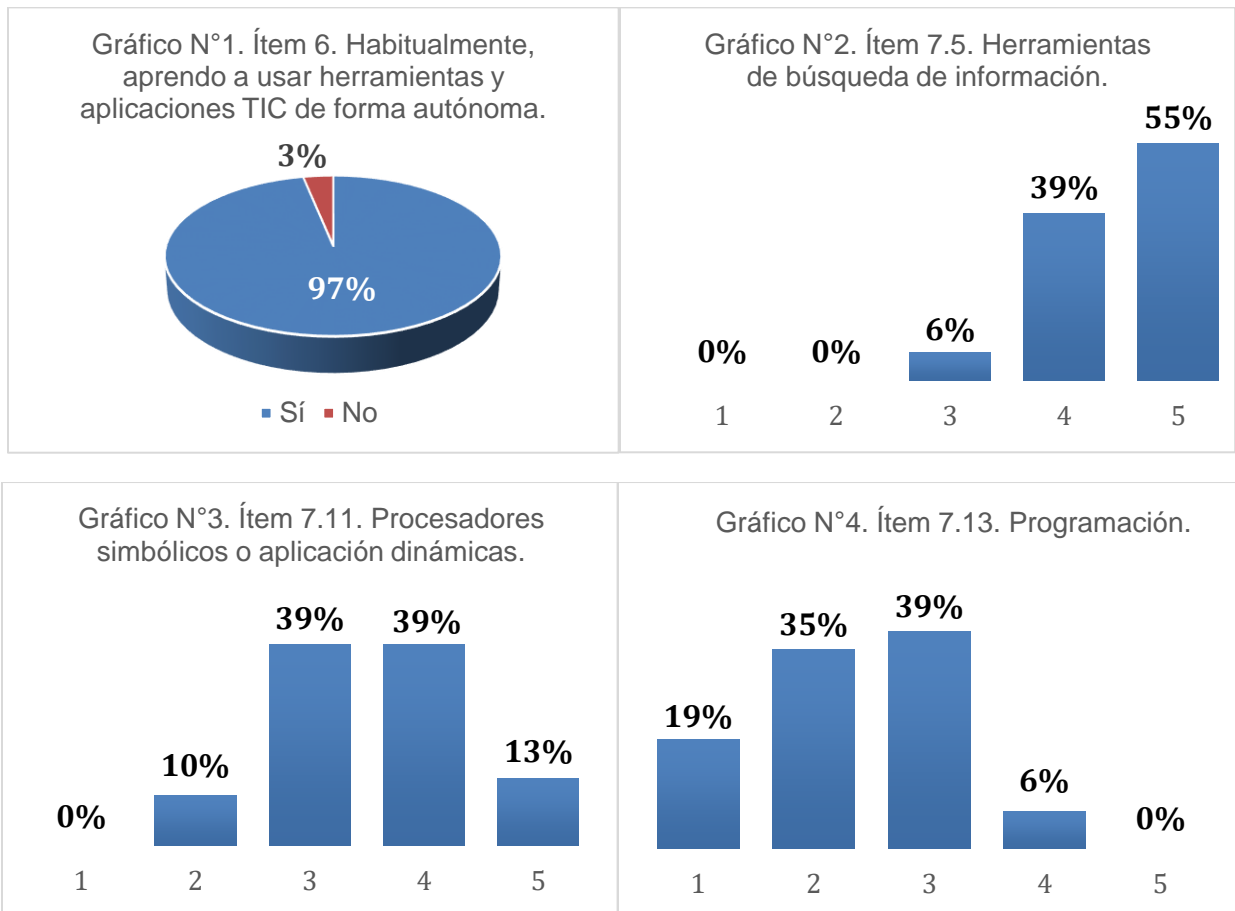 Gráfico N°1. Ítem 6. Habitualmente,
aprendo a usar herramientas y
aplicaciones TIC de forma autónoma.
3%
97%
Sí No
Gráfico N°2. Ítem 7.5. Herramientas
de búsqueda de información.
55%
39%
6%
0% 0%
1 2 3 4 5
Gráfico N°3. Ítem 7.11. Procesadores
simbólicos o aplicación dinámicas.
39% 39%
10% 13%
0%
1 2 3 4 5
Gráfico N°4. Ítem 7.13. Programación.
39%
35%
19%
6%
0%
1 2 3 4 5